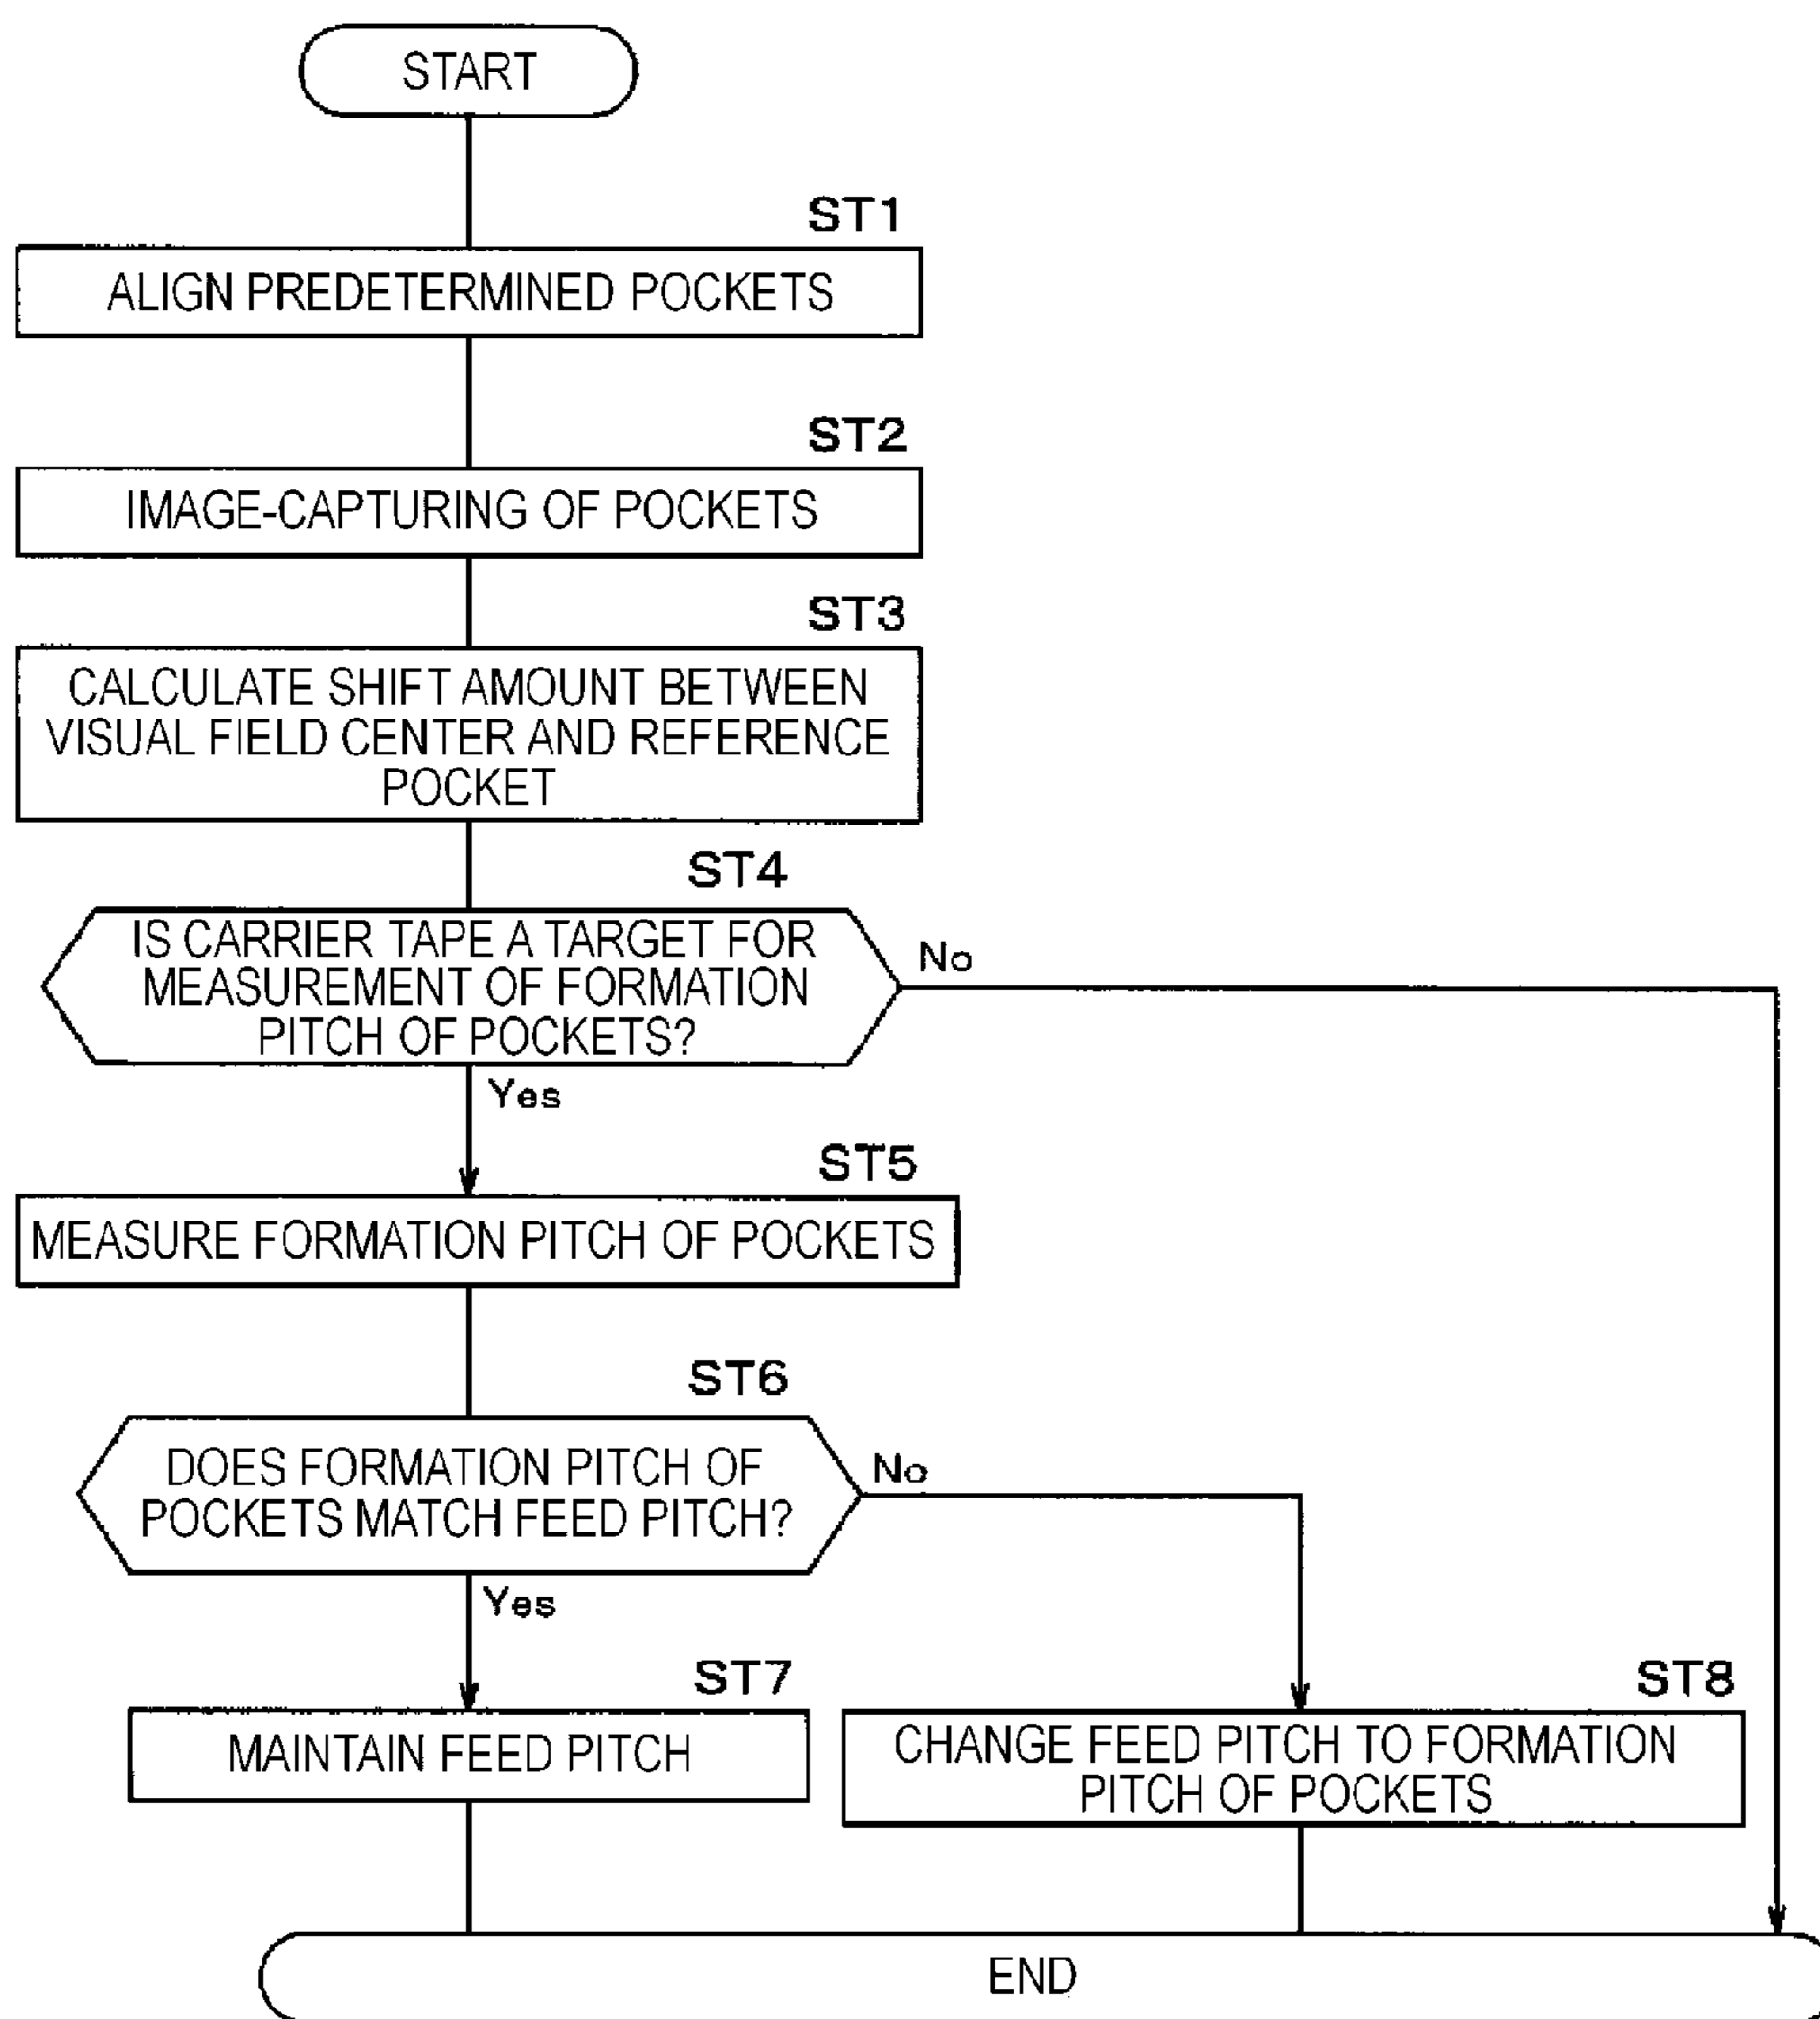 START
ST1
ALIGN PREDETERMINED POCKETS
ST2
IMAGE-CAPTURING OF POCKETS
ST3
CALCULATE SHIFT AMOUNT BETWEEN
VISUAL FIELD CENTER AND REFERENCE
POCKET
ST4
IS CARRIER TAPE A TARGET FOR
MEASUREMENT OF FORMATION
PITCH OF POCKETS?
No
Yes
ST5
MEASURE FORMATION PITCH OF POCKETS
ST6
DOES FORMATION PITCH OF
POCKETS MATCH FEED PITCH?
No
Yes
ST7
MAINTAIN FEED PITCH
ST8
CHANGE FEED PITCH TO FORMATION
PITCH OF POCKETS
END